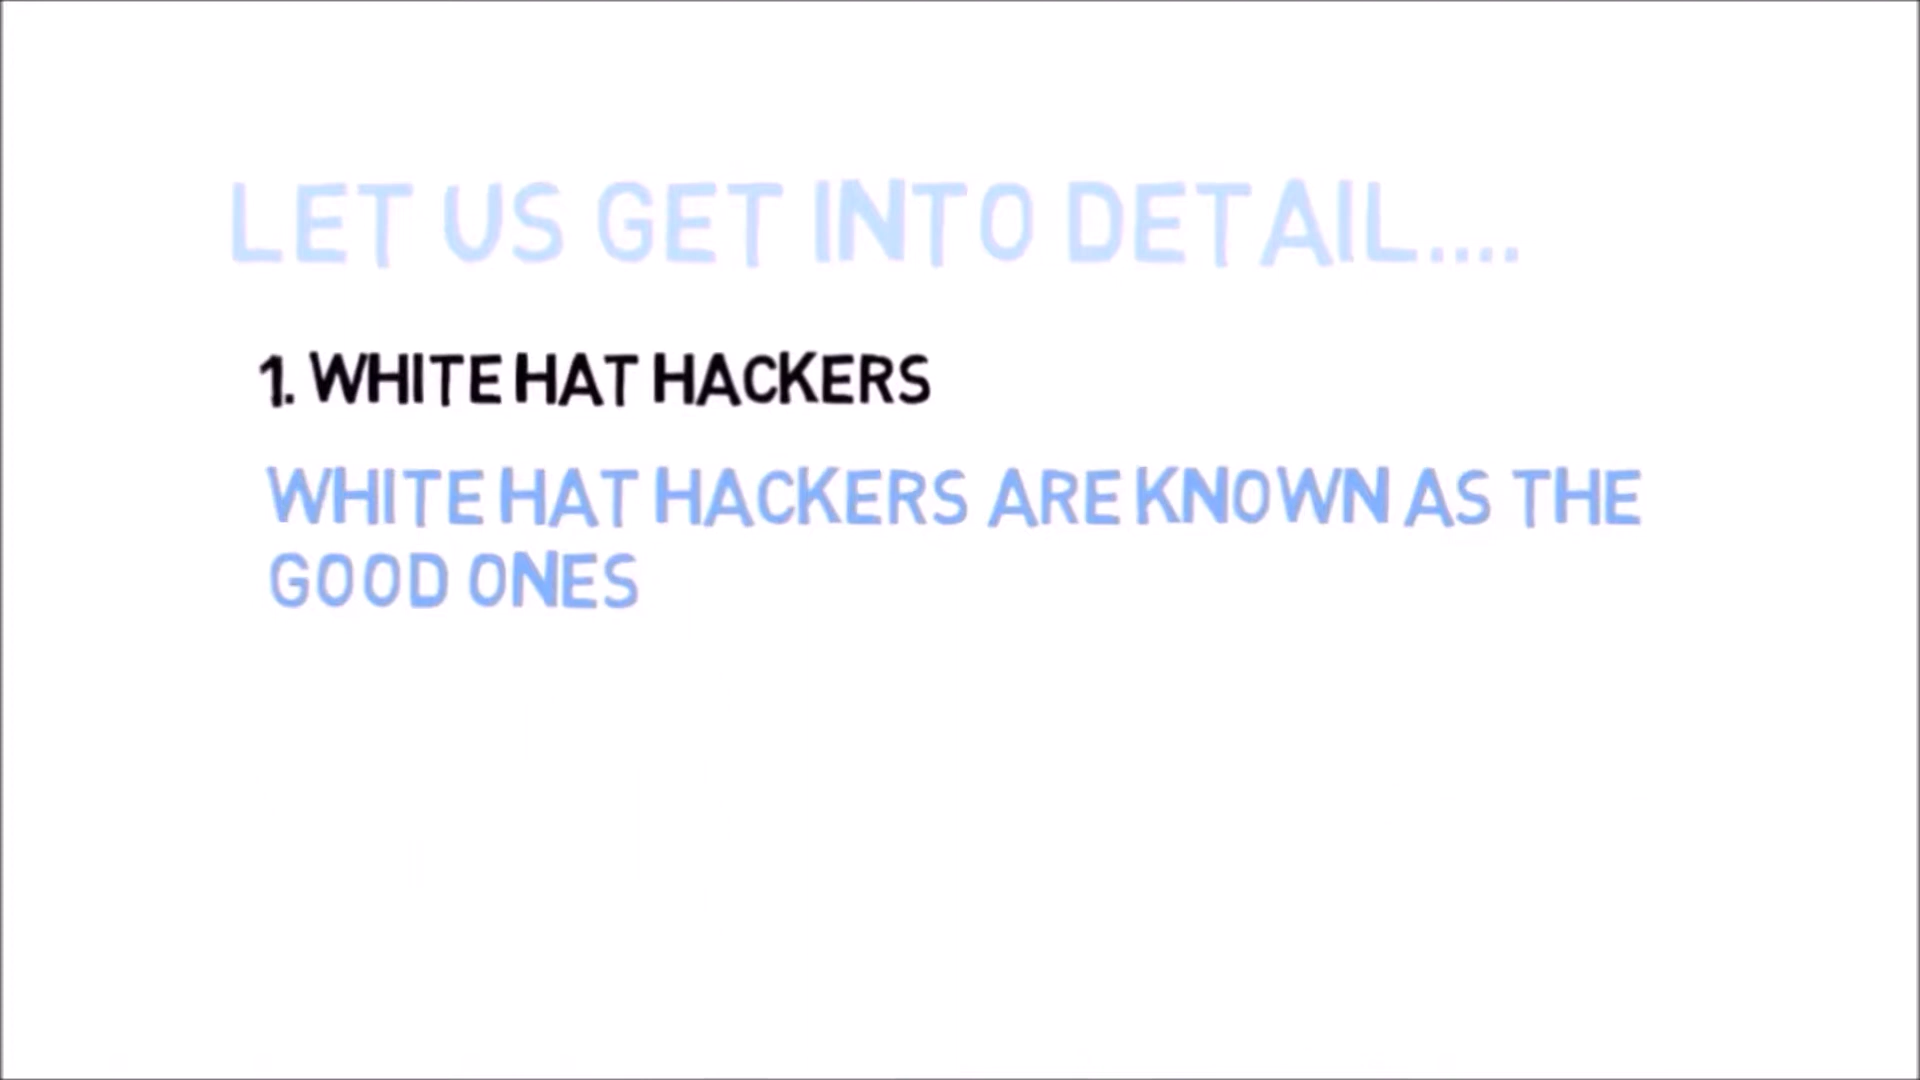 LET US GET INTO DETAIL....
1. WHITE HAT HACKERS
WHITE HAT HACKERS ARE KNOWN AS THE
GOOD ONES